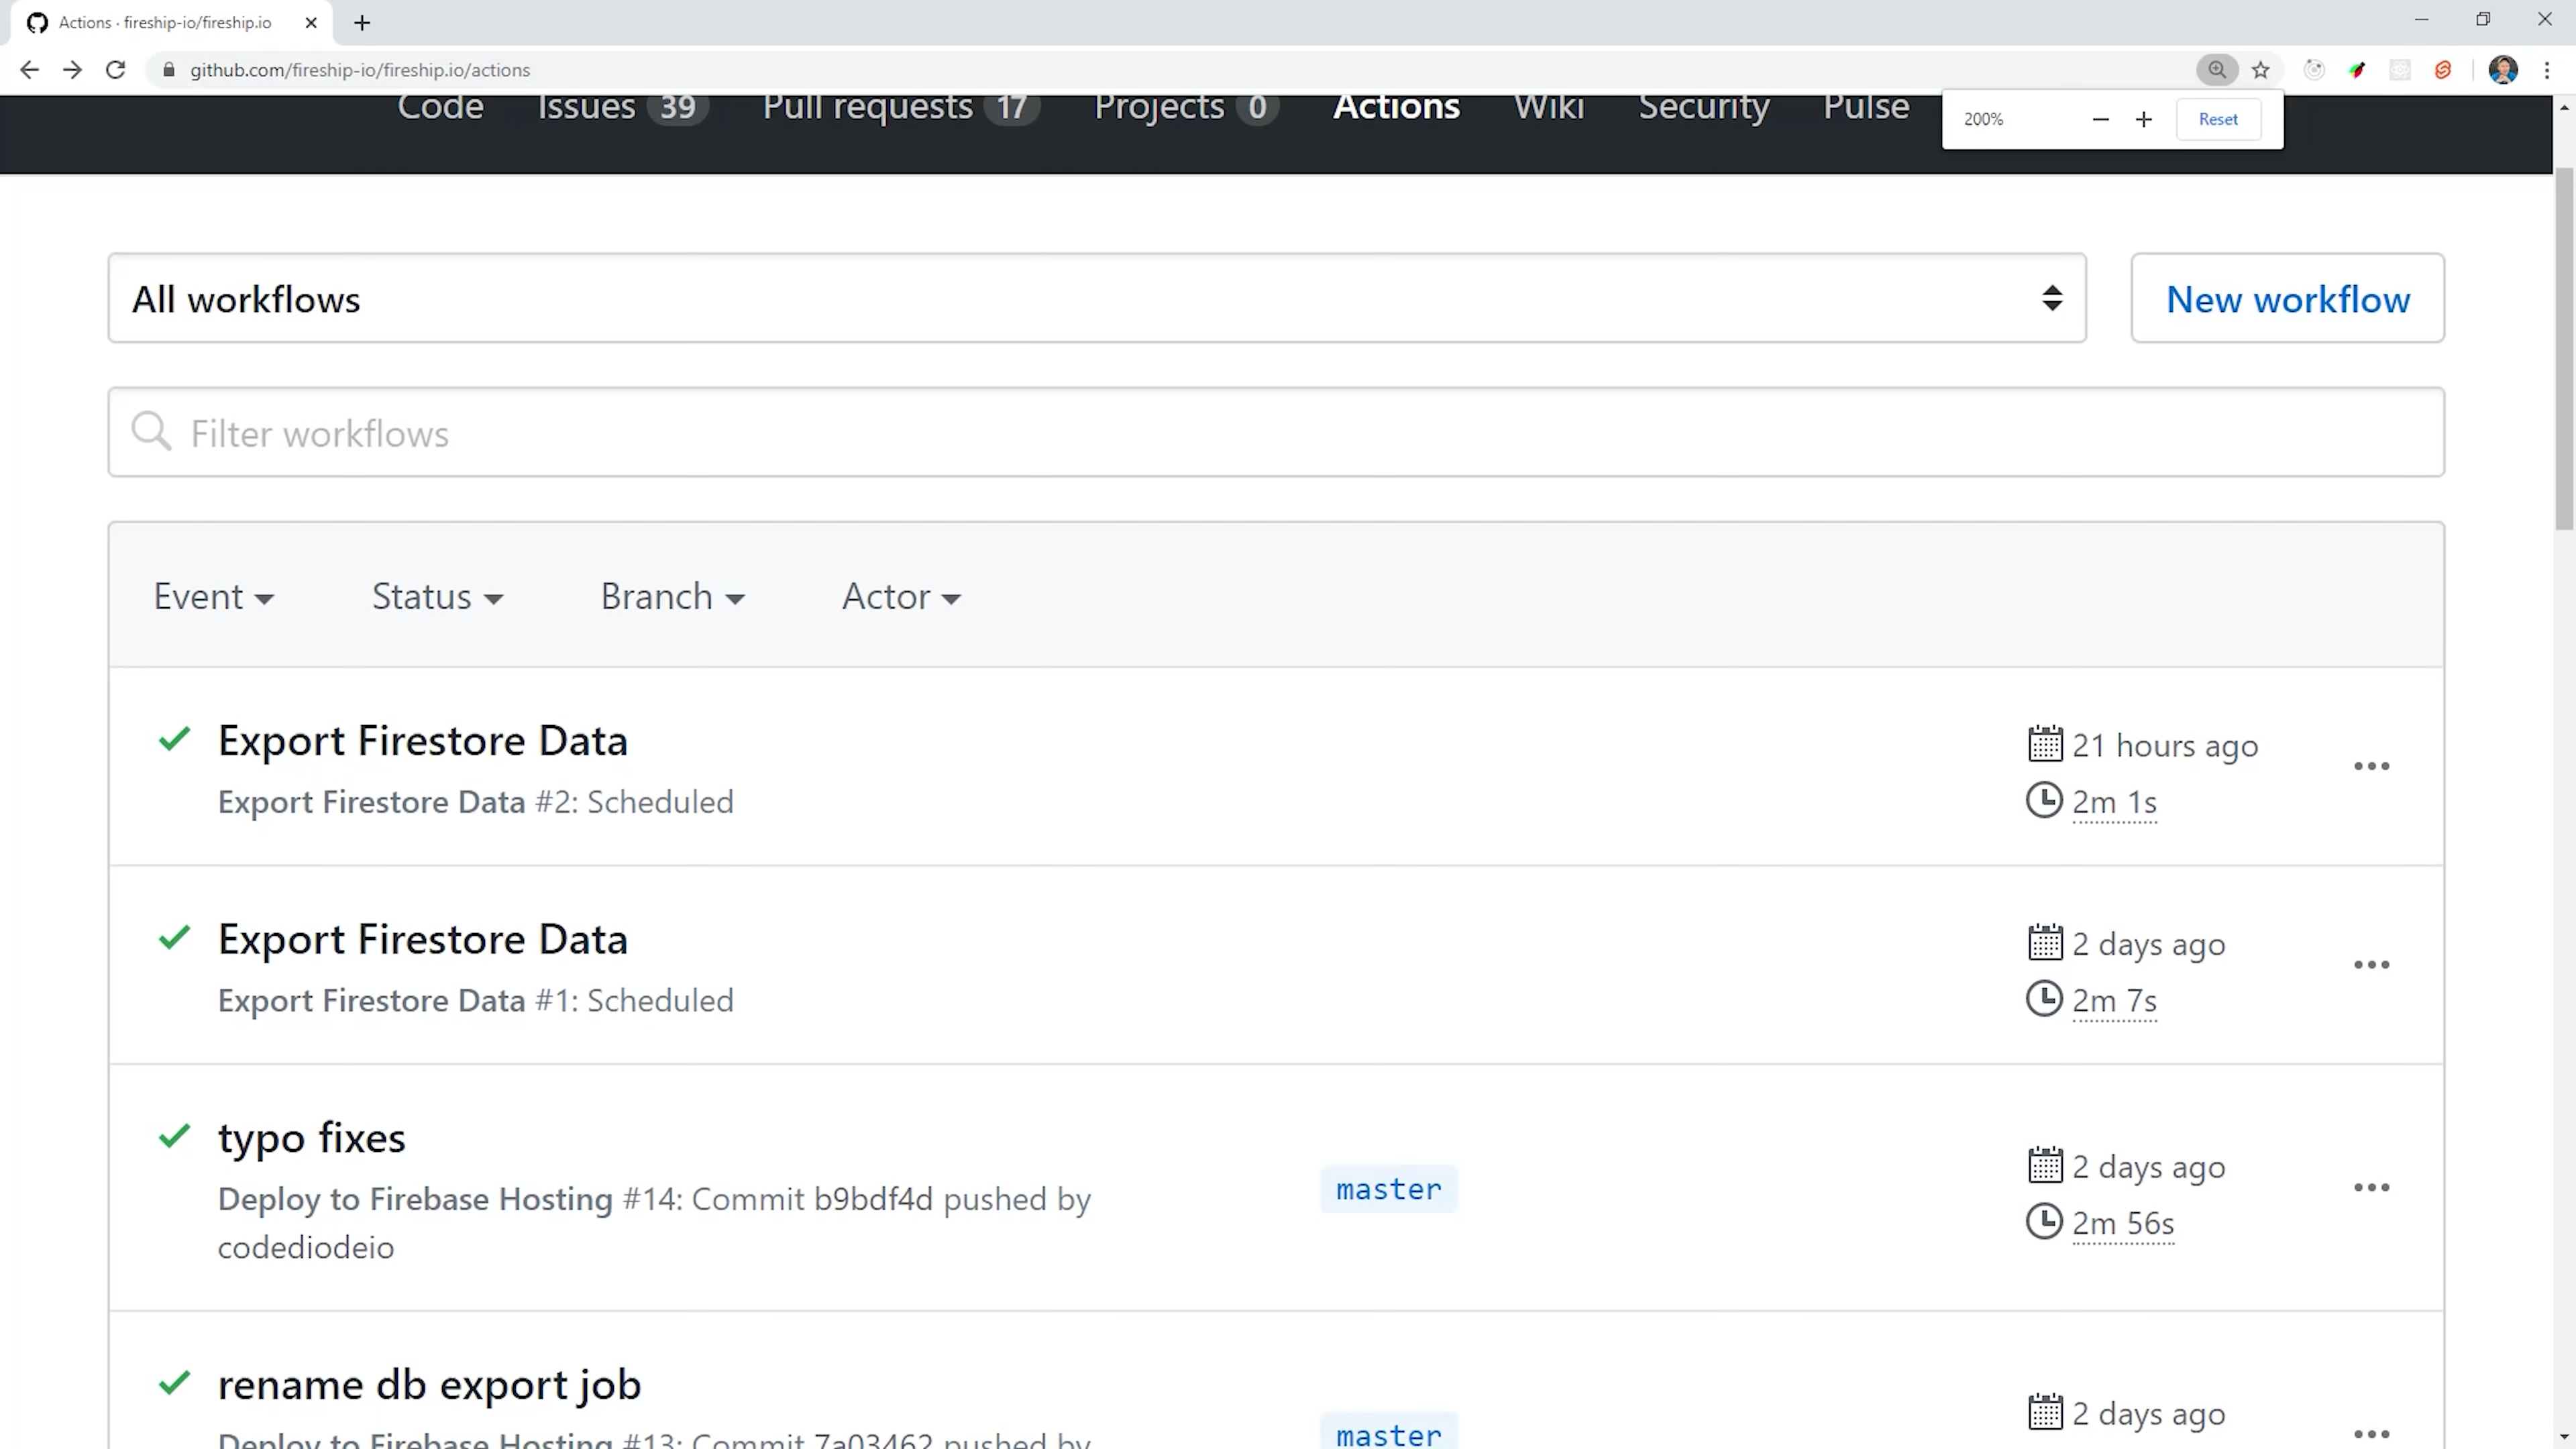 Actions · fireship-io/fireship.io
github.com/fireship-io/fireship.io/actions
Code Issues 39 Pull requests 17 Projects 0 Actions Wiki Security Pulse
200% − + Reset
All workflows
New workflow
Filter workflows
Event Status Branch Actor
Export Firestore Data
21 hours ago
Export Firestore Data #2: Scheduled
2m 1s
Export Firestore Data
2 days ago
Export Firestore Data #1: Scheduled
2m 7s
typo fixes
2 days ago
master
Deploy to Firebase Hosting #14: Commit b9bdf4d pushed by
codediodeio
2m 56s
rename db export job
2 days ago
Deploy to Firebase Hosting #13: Commit 7a03462 pushed by
master